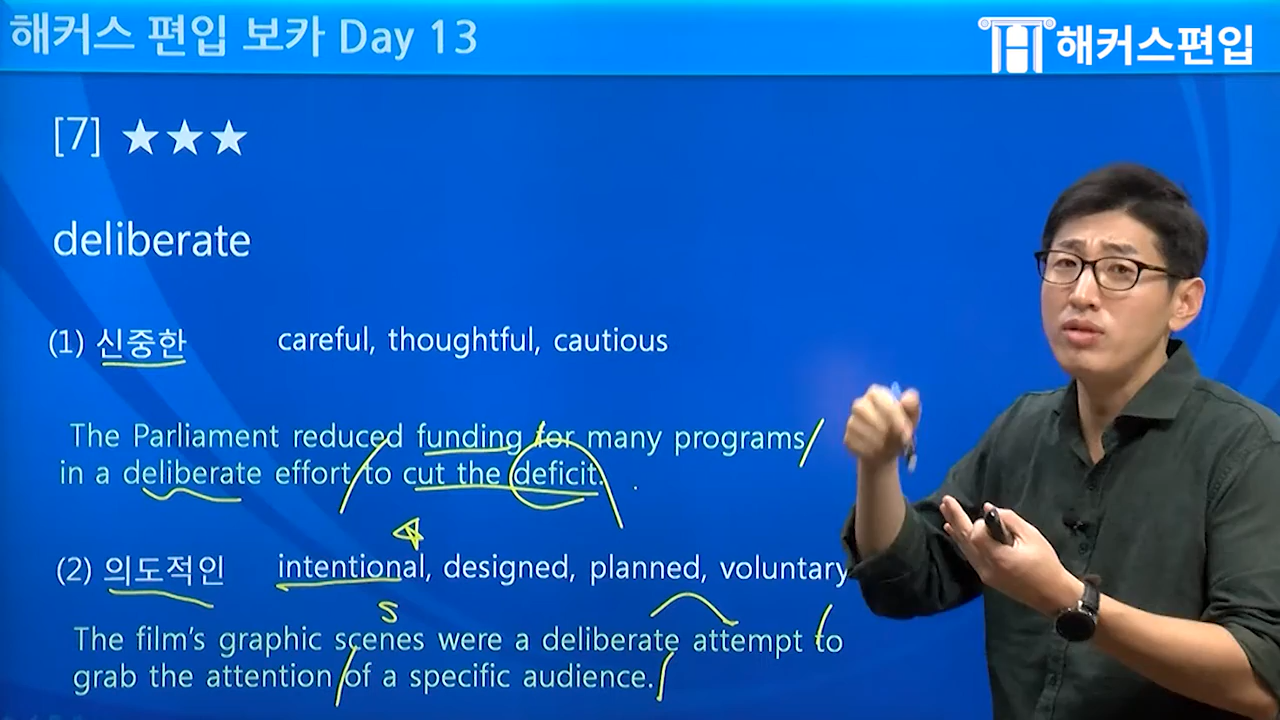 해커스 편입 보카 Day 13
해커스편입
[7] ★★★
deliberate
(1) 신중한 careful, thoughtful, cautious
The Parliament reduced funding for many programs
in a deliberate effort to cut the deficit.
(2) 의도적인 intentional, designed, planned, voluntary
S
The film's graphic scenes were a deliberate attempt to
grab the attention of a specific audience.